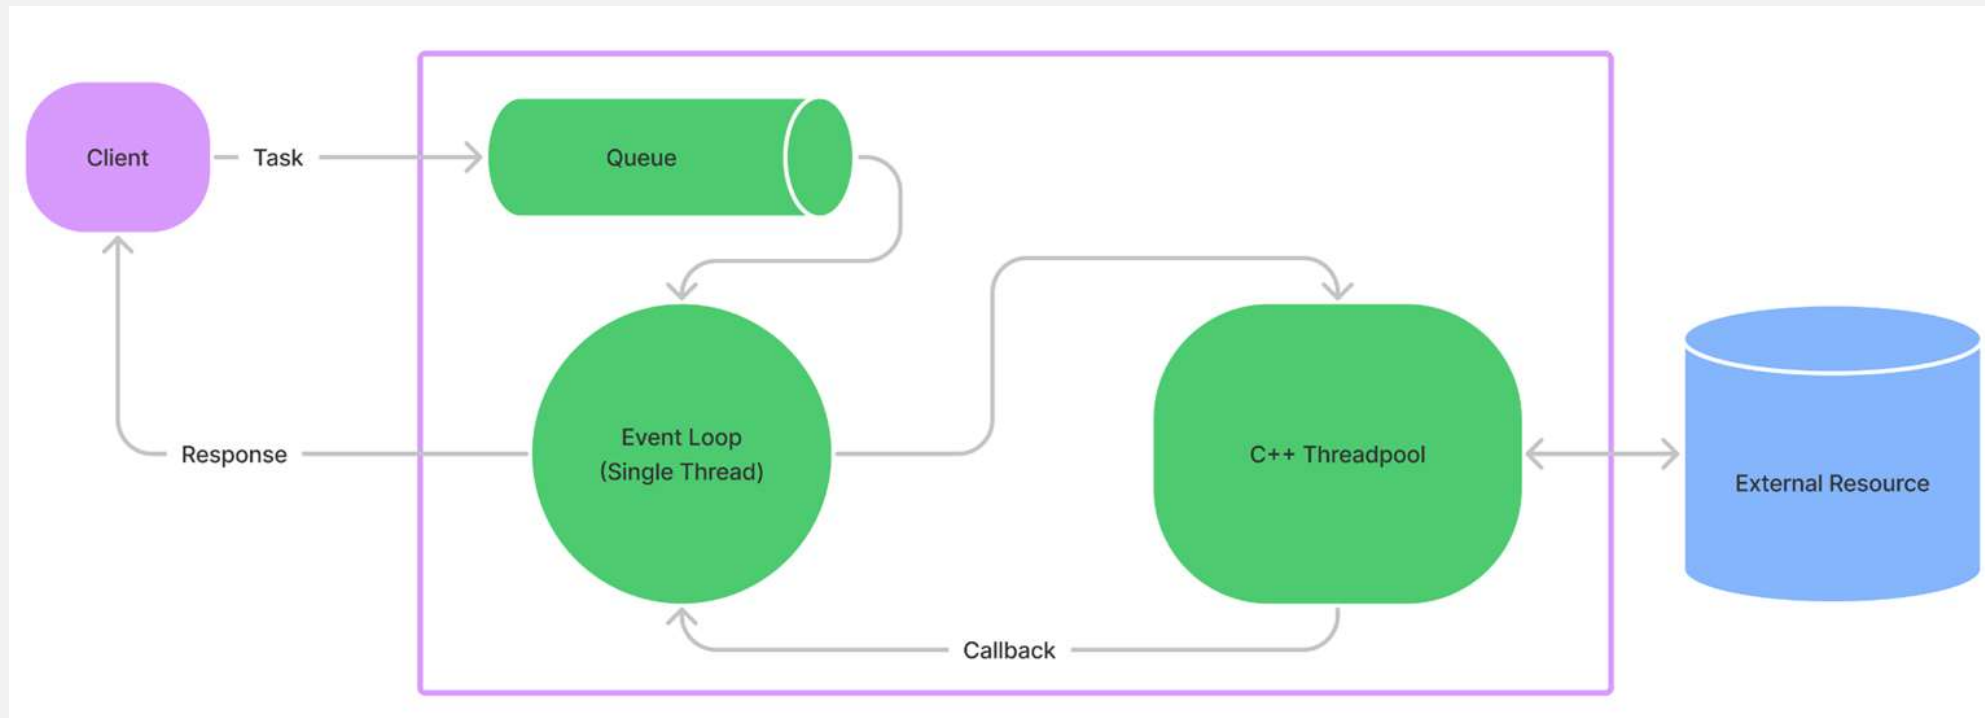 Client
Task
Queue
Event Loop
(Single Thread)
C++ Threadpool
External Resource
Response
Callback